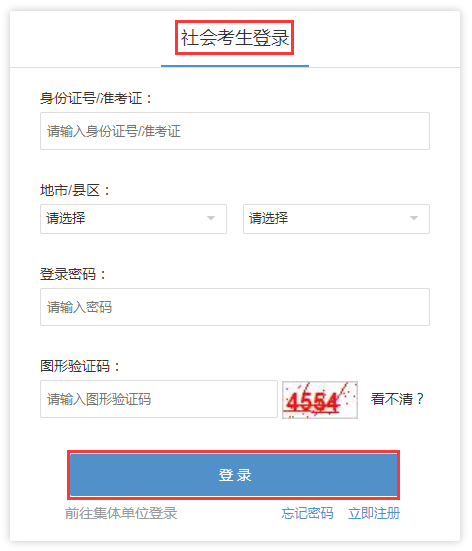 社会考生登录
身份证号/准考证：
请输入身份证号/准考证
地市/县区：
请选择 请选择
登录密码：
请输入密码
图形验证码：
请输入图形验证码 4554 看不清？
登 录
前往集体单位登录 忘记密码 立即注册